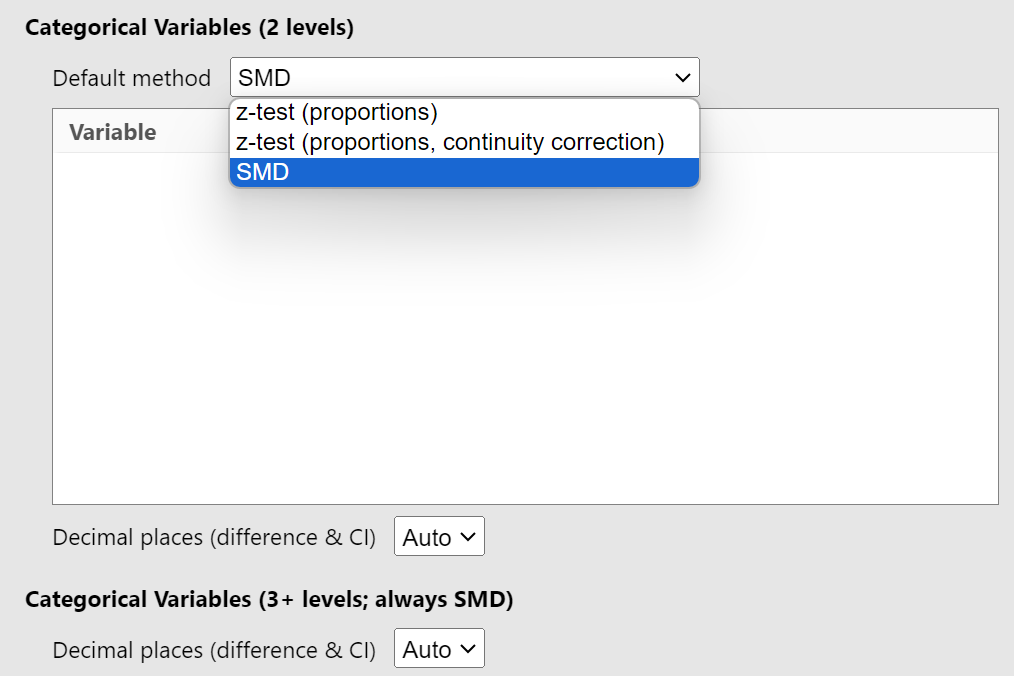 Categorical Variables (2 levels)
Default method SMD
z-test (proportions)
Variable
z-test (proportions, continuity correction)
SMD
Decimal places (difference & CI) Auto
Categorical Variables (3+ levels; always SMD)
Decimal places (difference & CI) Auto